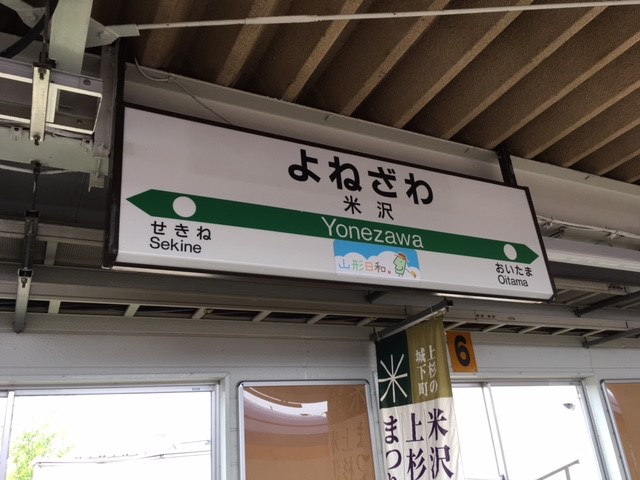 よねざわ
米沢
Yonezawa
せきね
Sekine
おいたま
Oitama
山形日和。
6
上杉の
城下町
米沢
上杉
まつり